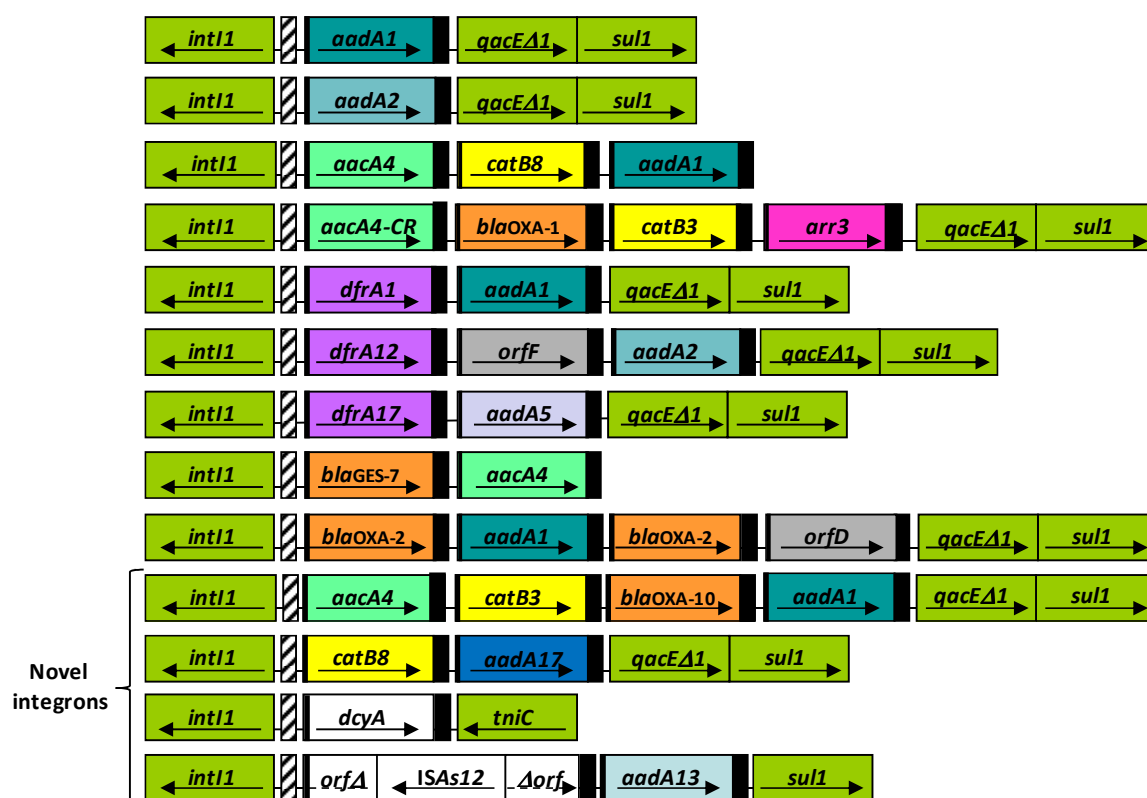 intI1 aadA1 qacEΔ1 sul1
intI1 aadA2 qacEΔ1 sul1
intI1 aacA4 catB8 aadA1
intI1 aacA4-CR blaOXA-1 catB3 arr3 qacEΔ1 sul1
intI1 dfrA1 aadA1 qacEΔ1 sul1
intI1 dfrA12 orfF aadA2 qacEΔ1 sul1
intI1 dfrA17 aadA5 qacEΔ1 sul1
intI1 blaGES-7 aacA4
intI1 blaOXA-2 aadA1 blaOXA-2 orfD qacEΔ1 sul1
intI1 aacA4 catB3 blaOXA-10 aadA1 qacEΔ1 sul1
intI1 catB8 aadA17 qacEΔ1 sul1
Novel
integrons
intI1 dcyA tniC
intI1 orfΔ ISAs12 Δorf aadA13 sul1